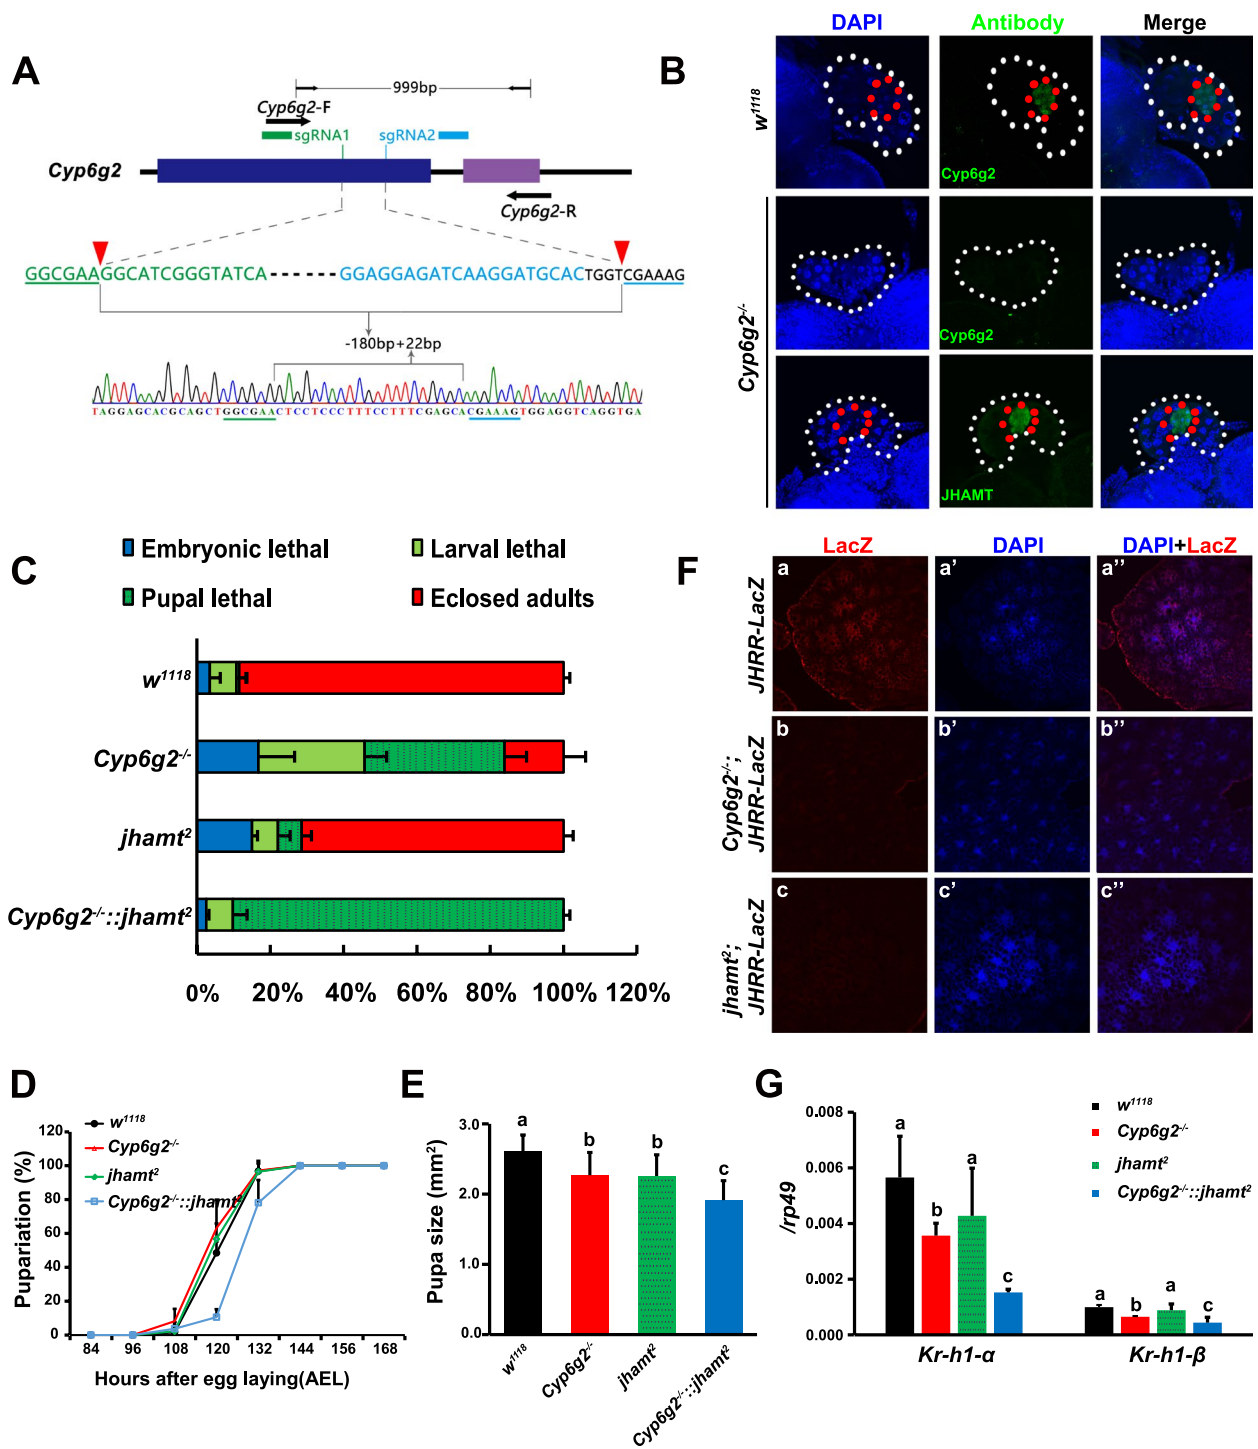 A
999bp
Cyp6g2-F
sgRNA1 sgRNA2
Cyp6g2
Cyp6g2-R
GGCGAAGGCATCGGGTATCA ------ GGAGGAGATCAAGGATGCACTGGTCGAAAG
-180bp+22bp
TAGGAGCACGCAGCTGGCGAACTCCTCCCTTTCCTTTCGAGCACGAAAGTGGAGGTCAGGTGA
B
DAPI Antibody Merge
w1118
Cyp6g2
Cyp6g2-/-
Cyp6g2
JHAMT
C
Embryonic lethal Larval lethal
Pupal lethal Eclosed adults
w1118
Cyp6g2-/-
jhamt2
Cyp6g2-/-::jhamt2
0% 20% 40% 60% 80% 100% 120%
F
LacZ DAPI DAPI+LacZ
JHRR-LacZ
a a' a''
Cyp6g2-/-;
JHRR-LacZ
b b' b''
jhamt2;
JHRR-LacZ
c c' c''
D
w1118
Cyp6g2-/-
jhamt2
Cyp6g2-/-::jhamt2
Pupariation (%)
120
100
80
60
40
20
0
84 96 108 120 132 144 156 168
Hours after egg laying(AEL)
E
Pupa size (mm2)
3.0
2.0
1.0
0.0
a b b c
w1118
Cyp6g2-/-
jhamt2
Cyp6g2-/-::jhamt2
G
/rp49
0.008
0.006
0.004
0.002
0.000
w1118
Cyp6g2-/-
jhamt2
Cyp6g2-/-::jhamt2
a b a c
a b a c
Kr-h1-α Kr-h1-β